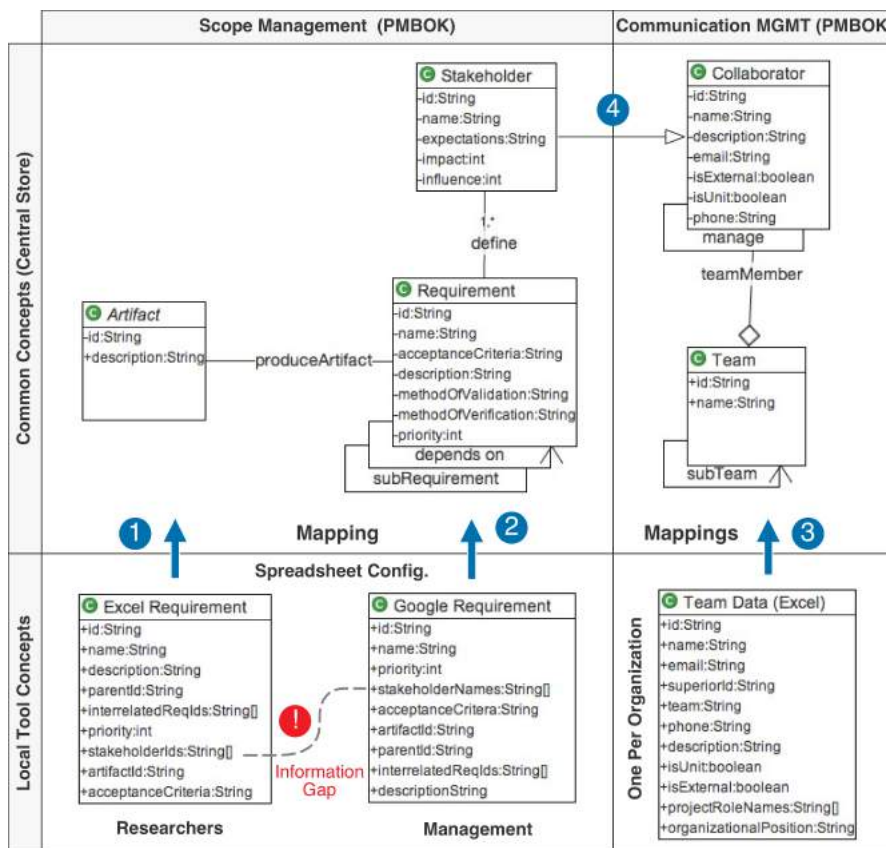 Scope Management (PMBOK)
Communication MGMT (PMBOK
Common Concepts (Central Store)
C Stakeholder
-id:String
-name:String
-expectations:String
-impact:int
-influence:int
4
C Collaborator
-id:String
-name:String
-description:String
-email:String
-isExternal:boolean
-isUnit:boolean
-phone:String
manage
1..*
define
teamMember
C Artifact
-id:String
+description:String
produceArtifact
C Requirement
-id:String
-name:String
-acceptanceCriteria:String
-description:String
-methodOfValidation:String
-methodOfVerification:String
-priority:int
depends on
subRequirement
C Team
+id:String
+name:String
subTeam
1
Mapping
2
Mappings
3
Local Tool Concepts
Spreadsheet Config.
C Excel Requirement
+id:String
+name:String
+description:String
+parentId:String
+interrelatedReqIds:String[]
+priority:int
+stakeholderIds:String[]
+artifactId:String
+acceptanceCriteria:String
Researchers
!
Information
Gap
C Google Requirement
+id:String
+name:String
+priority:int
+stakeholderNames:String[]
+acceptanceCritera:String
+artifactId:String
+parentId:String
+interrelatedReqIds:String[]
+descriptionString
Management
One Per Organization
C Team Data (Excel)
+id:String
+name:String
+email:String
+superiorId:String
+team:String
+phone:String
+description:String
+isUnit:boolean
+isExternal:boolean
+projectRoleNames:String[]
+organizationalPosition:String